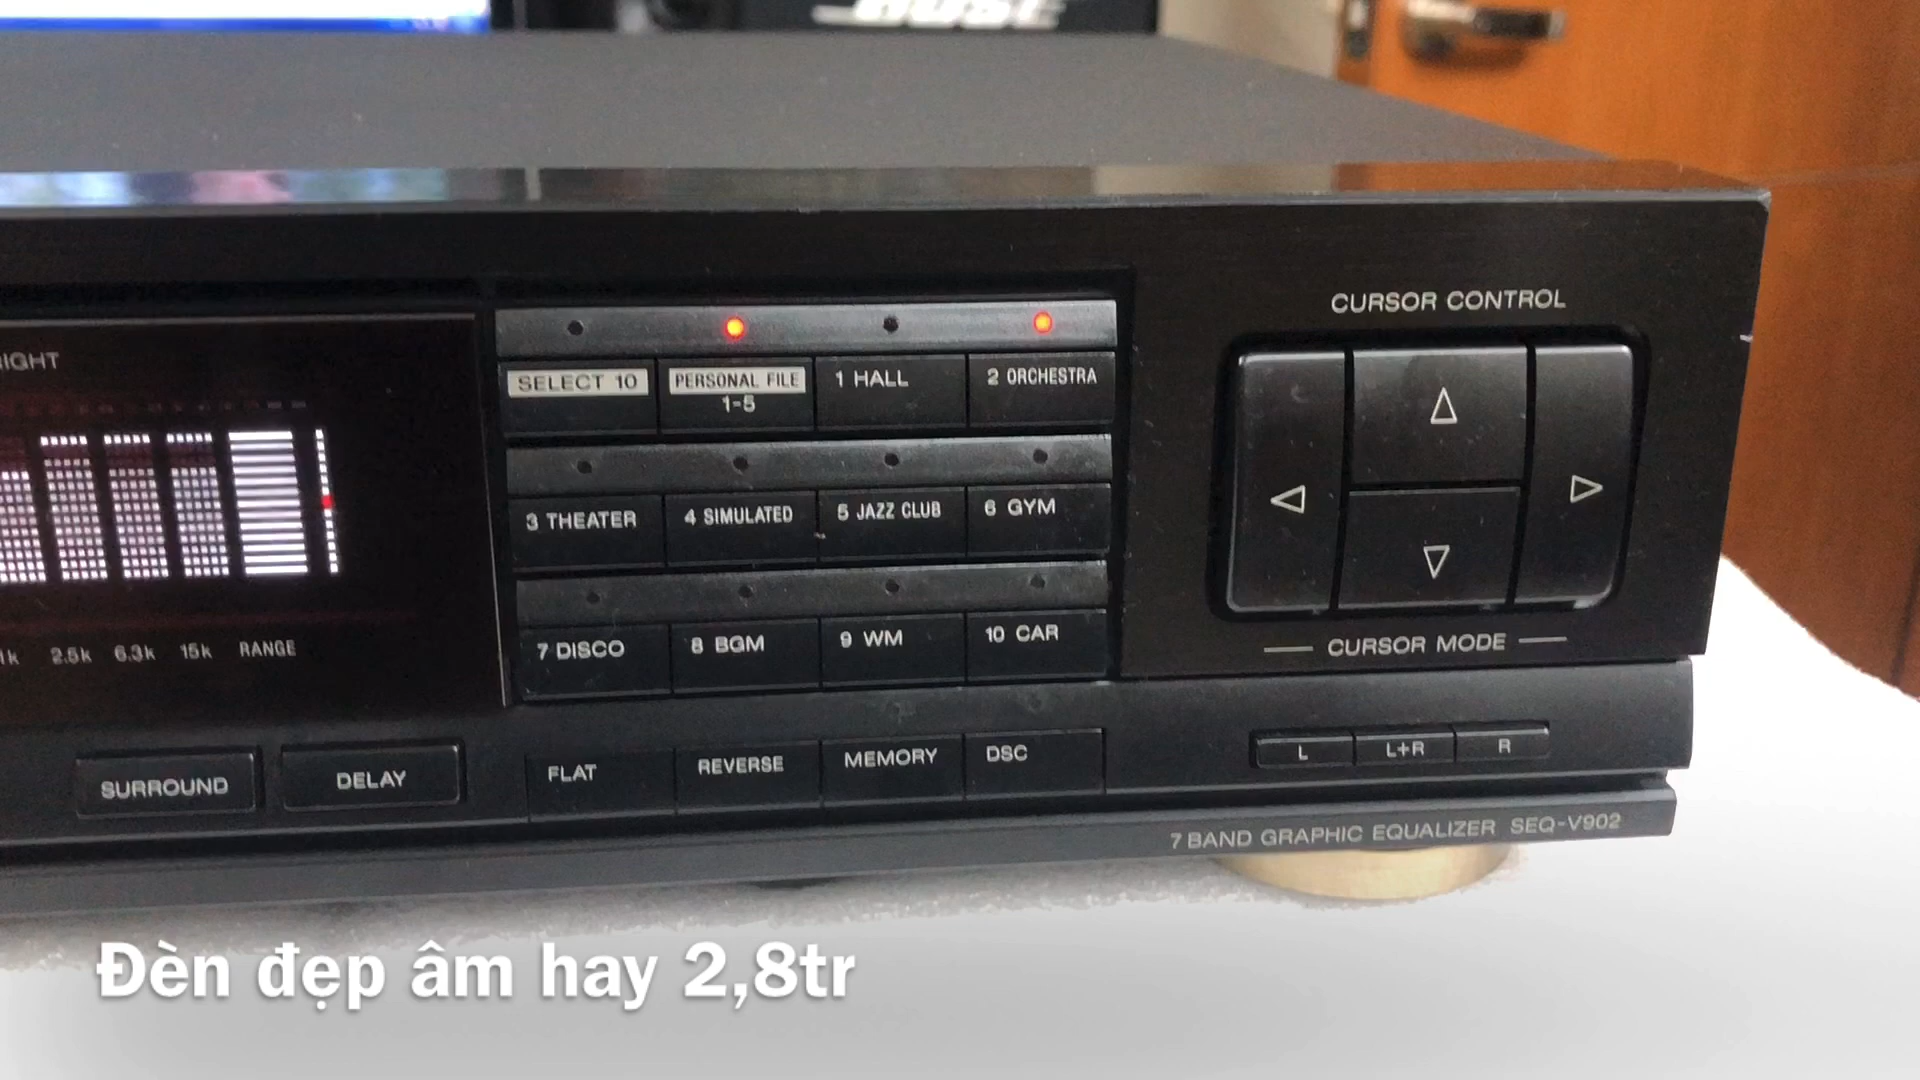 BOSE
CURSOR CONTROL
SELECT 10
PERSONAL FILE
1-5
1 HALL
2 ORCHESTRA
3 THEATER
4 SIMULATED
5 JAZZ CLUB
6 GYM
7 DISCO
8 BGM
9 WM
10 CAR
1k 2.5k 6.3k 15k RANGE
CURSOR MODE
L
L+R
R
SURROUND
DELAY
FLAT
REVERSE
MEMORY
DSC
7 BAND GRAPHIC EQUALIZER SEQ-V902
Đèn đẹp âm hay 2,8tr